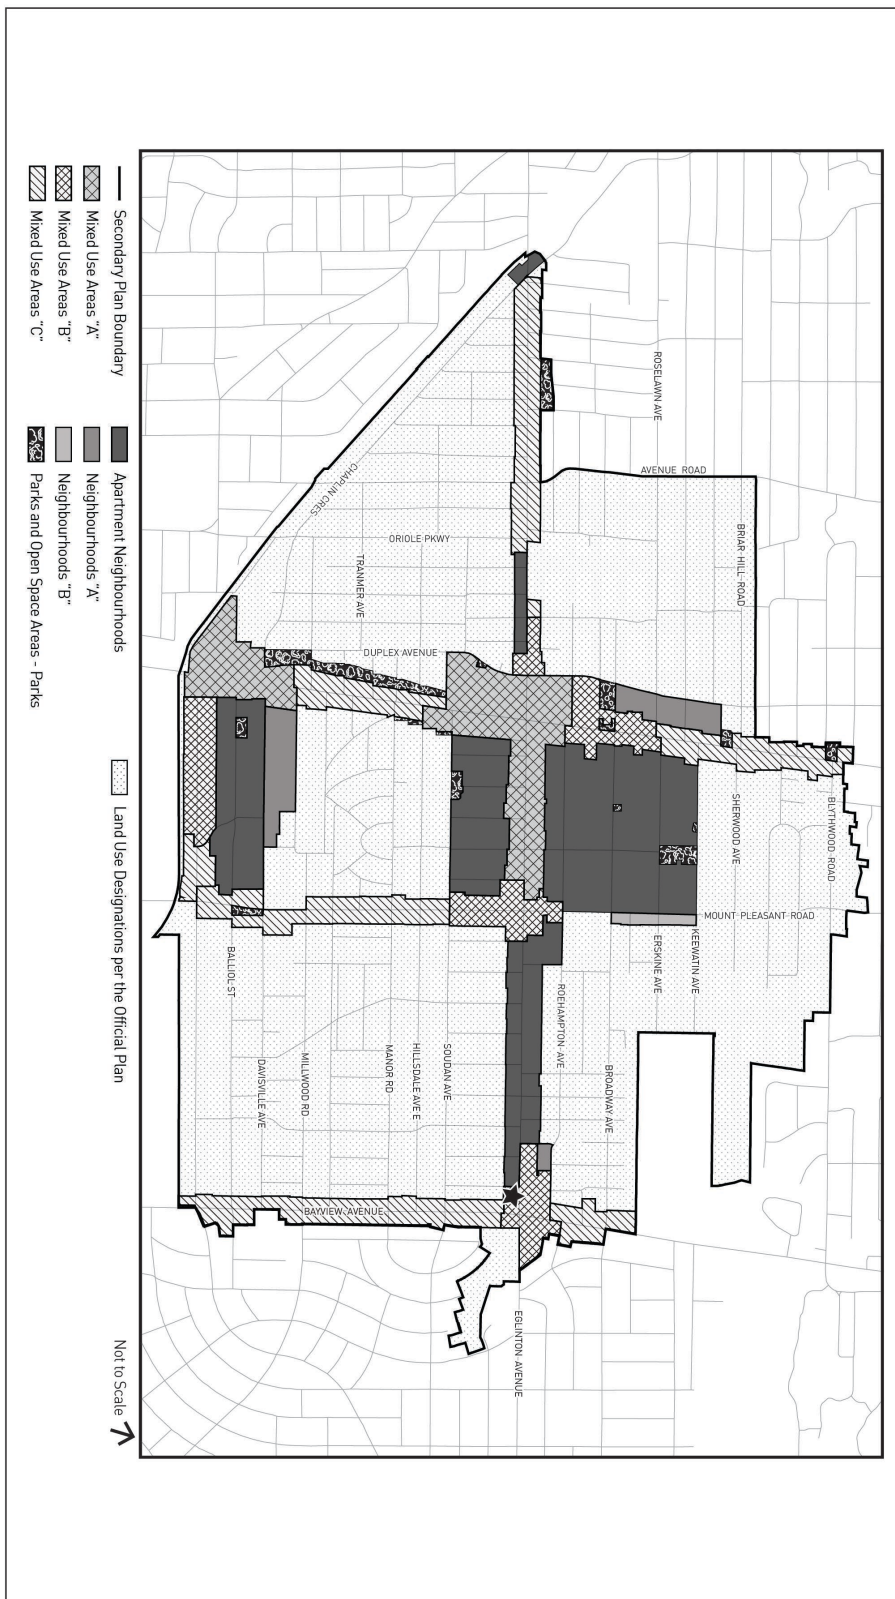 ROSELAWN AVE
AVENUE ROAD
BRIAR HILL ROAD
CHAPLIN CRES
ORIOLE PKWY
TRANMER AVE
DUPLEX AVENUE
SHERWOOD AVE
BLYTHWOOD ROAD
MOUNT PLEASANT ROAD
KEEWATIN AVE
ERSKINE AVE
BALLIOL ST
ROEHAMPTON AVE
DAVISVILLE AVE
MILLWOOD RD
MANOR RD
HILLSDALE AVE E
SOUDAN AVE
BROADWAY AVE
BAYVIEW AVENUE
EGLINTON AVENUE
Secondary Plan Boundary
Mixed Use Areas "A"
Mixed Use Areas "B"
Mixed Use Areas "C"
Apartment Neighbourhoods
Neighbourhoods "A"
Neighbourhoods "B"
Parks and Open Space Areas - Parks
Land Use Designations per the Official Plan
Not to Scale